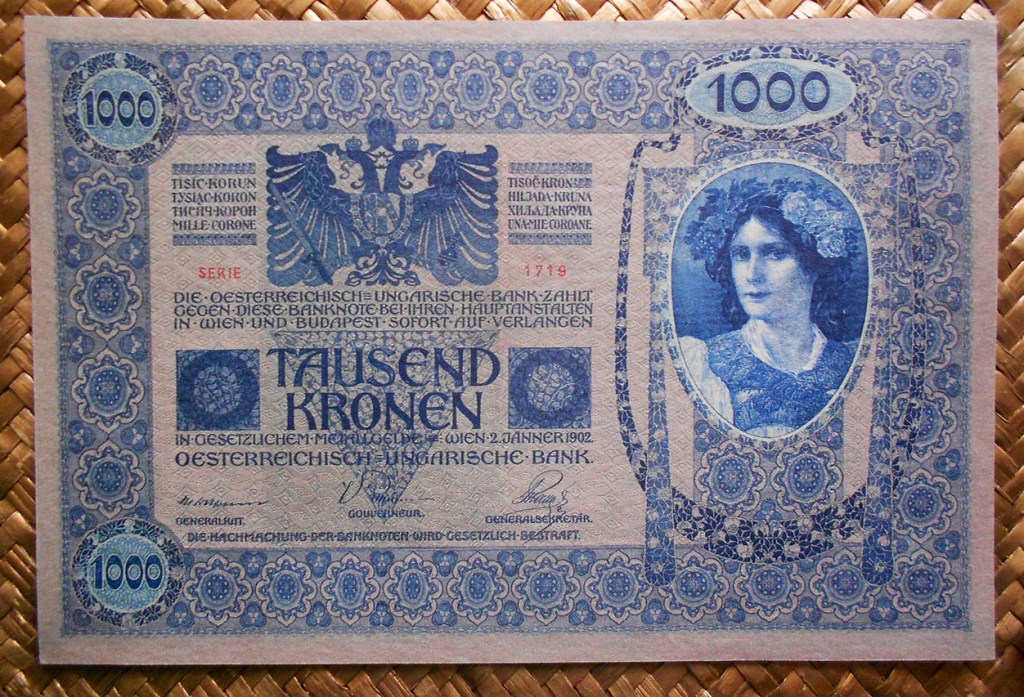 1000
1000
TISÍC·KORUN
TYSIĄC·KORON
ТИСЯЧ·КОРОН
MILLE·CORONE
TISOČ·KRON
HILJADA·KRUNA
ХИЉАДА·КРУНА
UNA·MIE·COROANE
SERIE 1719
DIE·OESTERREICHISCH=UNGARISCHE·BANK·ZAHLT
GEGEN·DIESE·BANKNOTE·BEI·IHREN·HAUPTANSTALTEN
IN·WIEN·UND·BUDAPEST·SOFORT·AUF·VERLANGEN
TAUSEND
KRONEN
IN·GESETZLICHEM·METALLGELDE·WIEN·2.JÄNNER 1902.
OESTERREICHISCH=UNGARISCHE·BANK.
GENERALRAT. GOUVERNEUR. GENERALSEKRETÄR.
DIE·NACHMACHUNG·DER·BANKNOTEN·WIRD·GESETZLICH·BESTRAFT.
1000